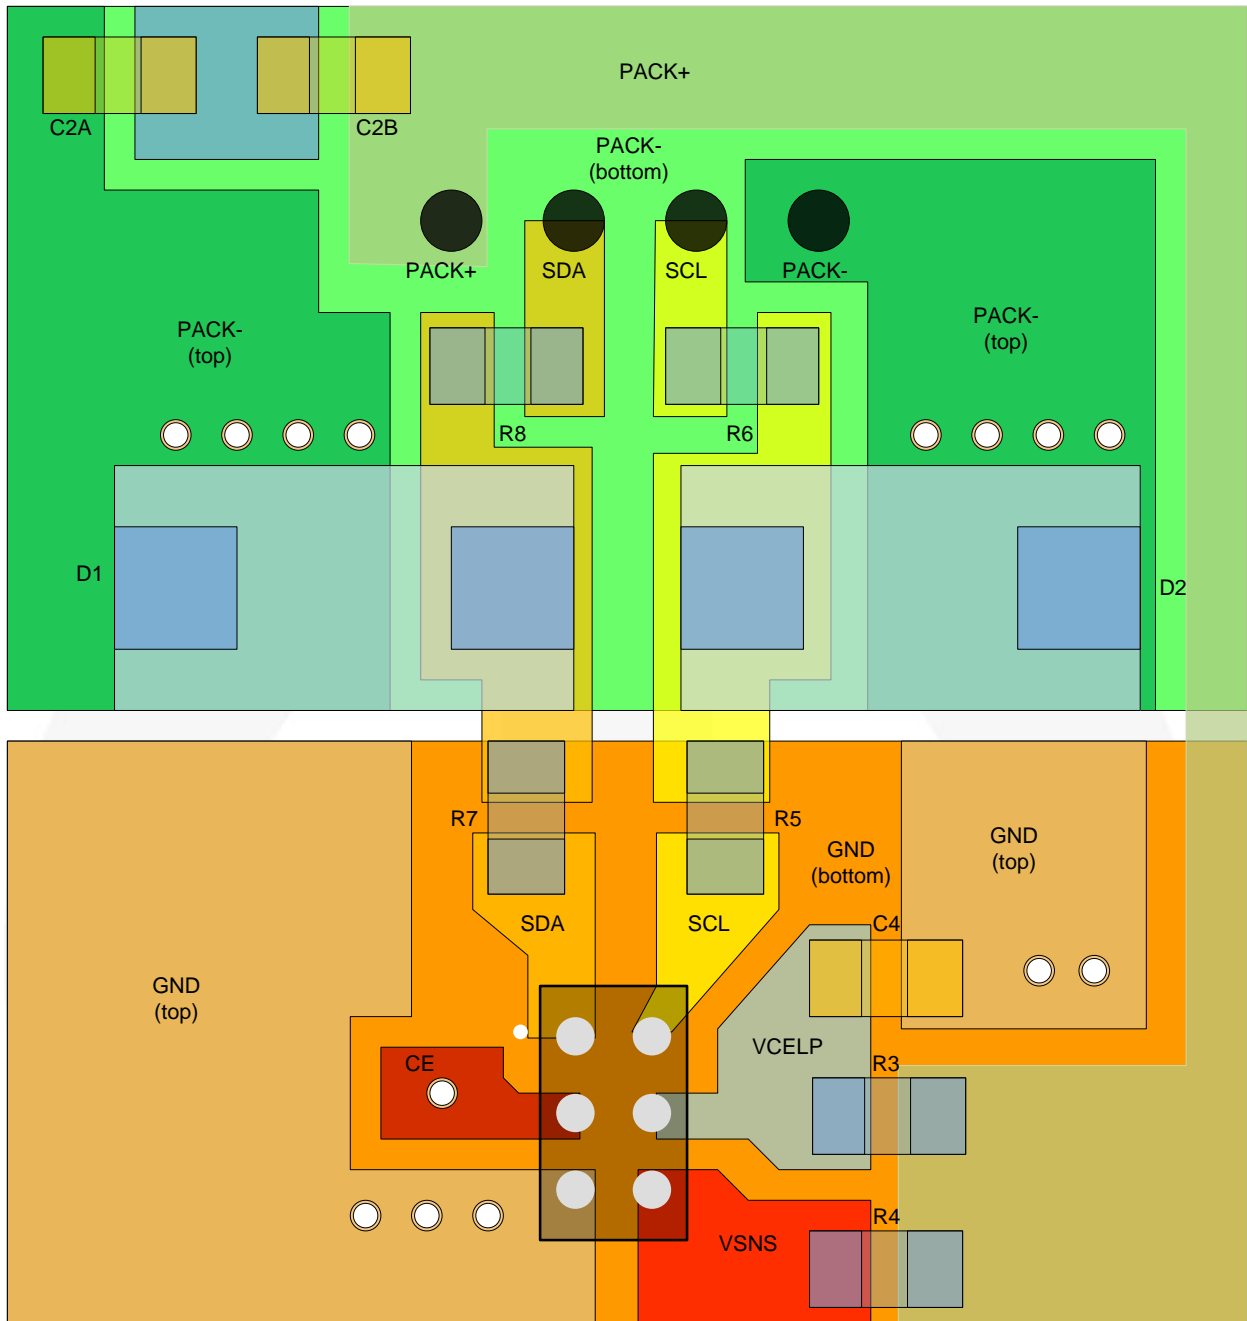 PACK+
C2A
C2B
PACK-
(bottom)
PACK+
SDA
SCL
PACK-
PACK-
(top)
PACK-
(top)
R8
R6
D1
D2
R7
R5
GND
(bottom)
GND
(top)
SDA
SCL
C4
GND
(top)
VCELP
CE
R3
R4
VSNS